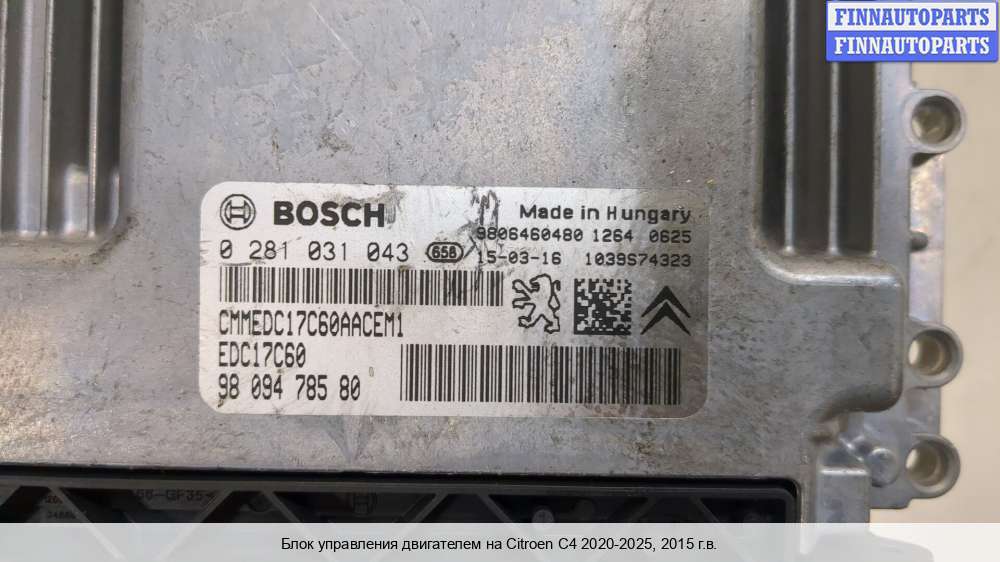 FINNAUTOPARTS
FINNAUTOPARTS
BOSCH
Made in Hungary
9806460480 1264 0625
0 281 031 043 658 15-03-16 1039S74323
CMMEDC17C60AACEM1
EDC17C60
98 094 785 80
Блок управления двигателем на Citroen C4 2020-2025, 2015 г.в.